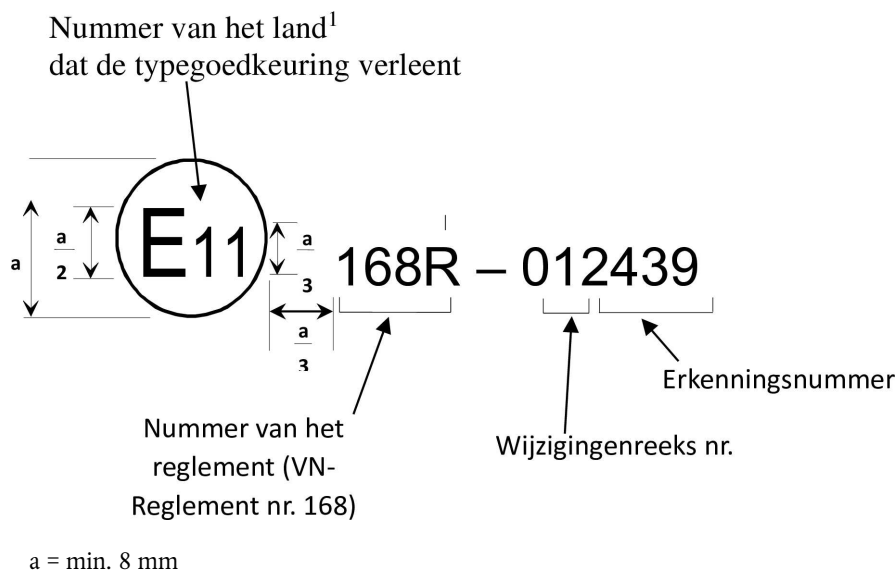 Nummer van het land¹
dat de typegoedkeuring verleent
a
a
2
E11
a
3
168R – 012439
a
3
Erkenningsnummer
Nummer van het
reglement (VN-
Reglement nr. 168)
Wijzigingenreeks nr.
a = min. 8 mm